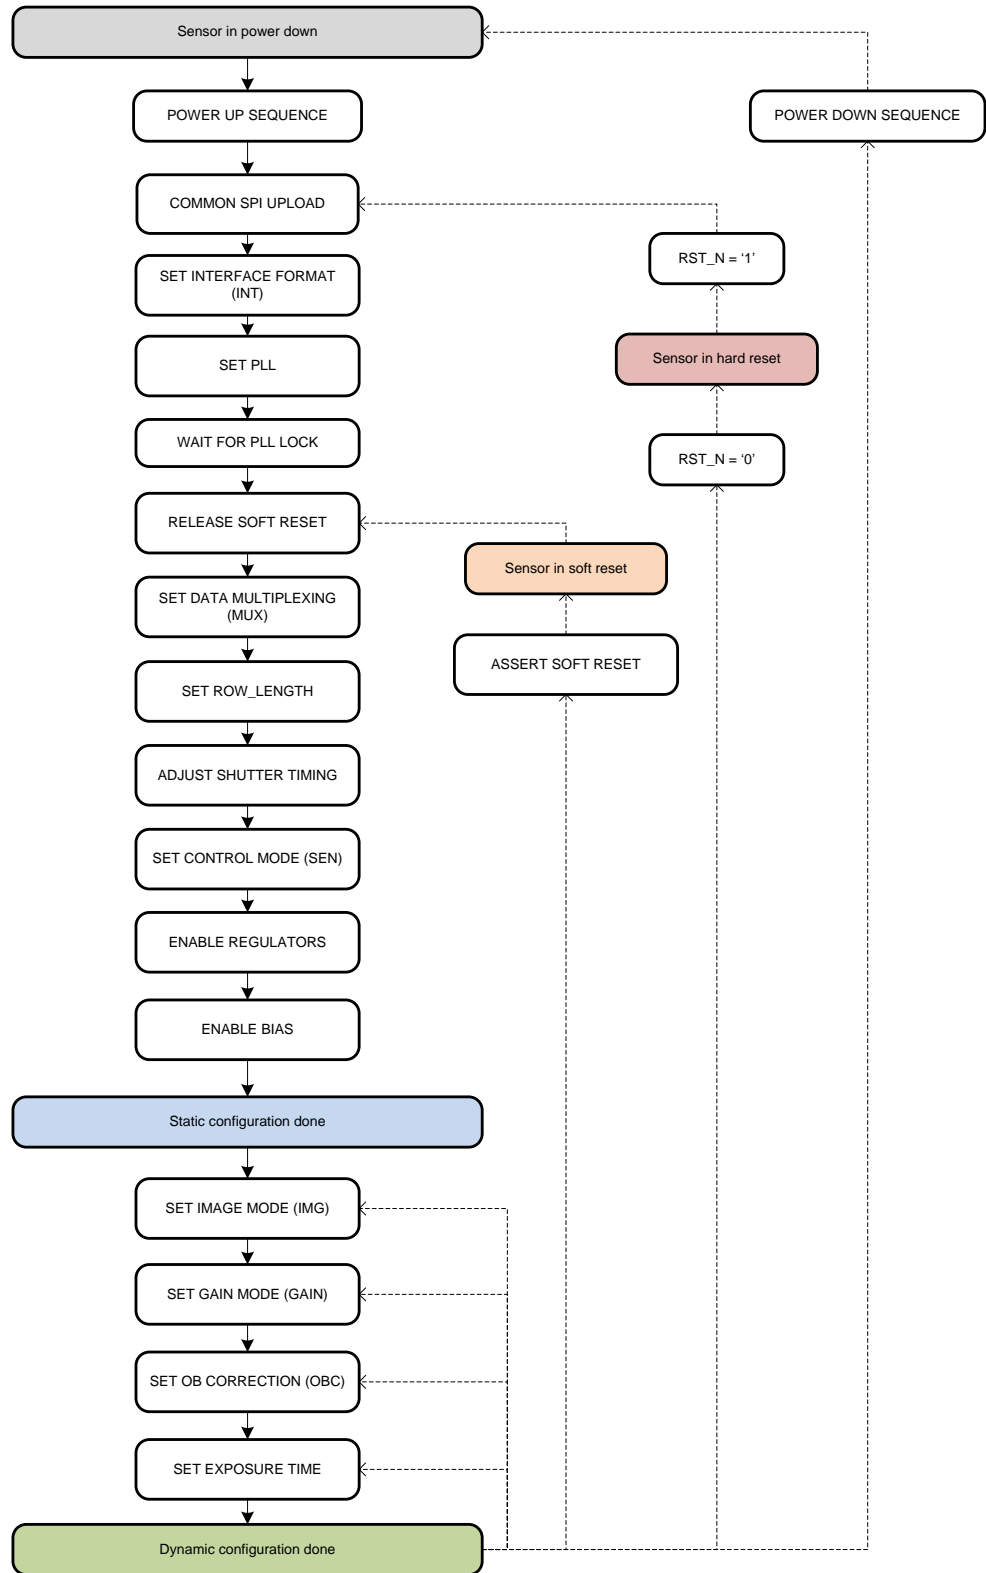 Sensor in power down
POWER UP SEQUENCE
POWER DOWN SEQUENCE
COMMON SPI UPLOAD
RST_N = ‘1’
SET INTERFACE FORMAT
(INT)
SET PLL
Sensor in hard reset
WAIT FOR PLL LOCK
RST_N = ‘0’
RELEASE SOFT RESET
Sensor in soft reset
SET DATA MULTIPLEXING
(MUX)
ASSERT SOFT RESET
SET ROW_LENGTH
ADJUST SHUTTER TIMING
SET CONTROL MODE (SEN)
ENABLE REGULATORS
ENABLE BIAS
Static configuration done
SET IMAGE MODE (IMG)
SET GAIN MODE (GAIN)
SET OB CORRECTION (OBC)
SET EXPOSURE TIME
Dynamic configuration done